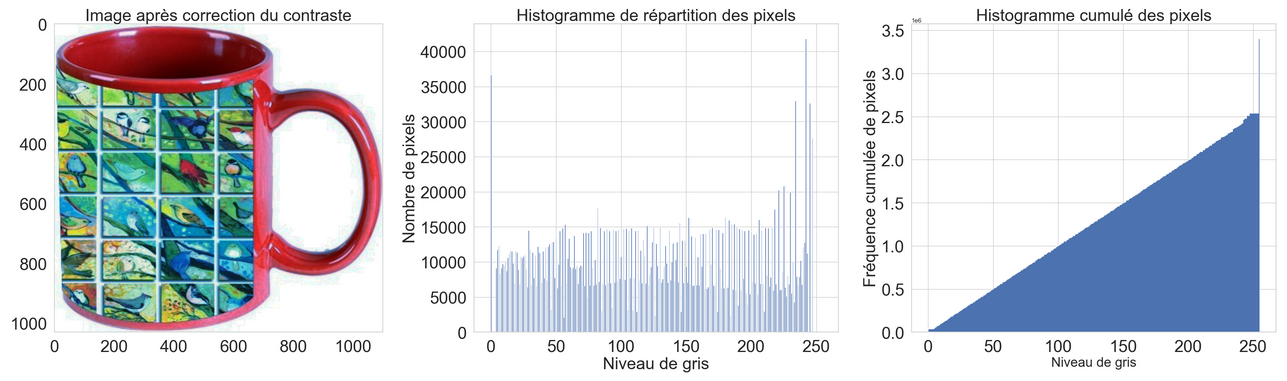 Image après correction du contraste
0
200
400
600
800
1000
0 200 400 600 800 1000
Histogramme de répartition des pixels
Nombre de pixels
40000
35000
30000
25000
20000
15000
10000
5000
0
0 50 100 150 200 250
Niveau de gris
Histogramme cumulé des pixels
1e6
Fréquence cumulée de pixels
3.5
3.0
2.5
2.0
1.5
1.0
0.5
0.0
0 50 100 150 200 250
Niveau de gris